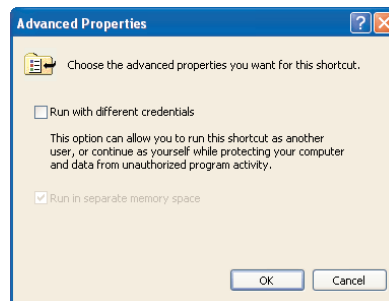 Advanced Properties
Choose the advanced properties you want for this shortcut.
Run with different credentials
This option can allow you to run this shortcut as another
user, or continue as yourself while protecting your computer
and data from unauthorized program activity.
Run in separate memory space
OK Cancel